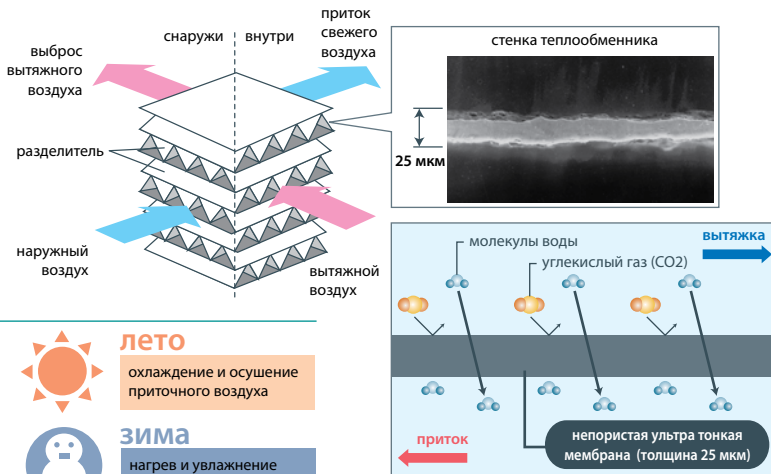 снаружи
внутри
приток
свежего
воздуха
выброс
вытяжного
воздуха
разделитель
наружный
воздух
вытяжной
воздух
стенка теплообменника
25 мкм
молекулы воды
углекислый газ (CO2)
вытяжка
приток
непористая ультра тонкая
мембрана (толщина 25 мкм)
лето
охлаждение и осушение
приточного воздуха
зима
нагрев и увлажнение